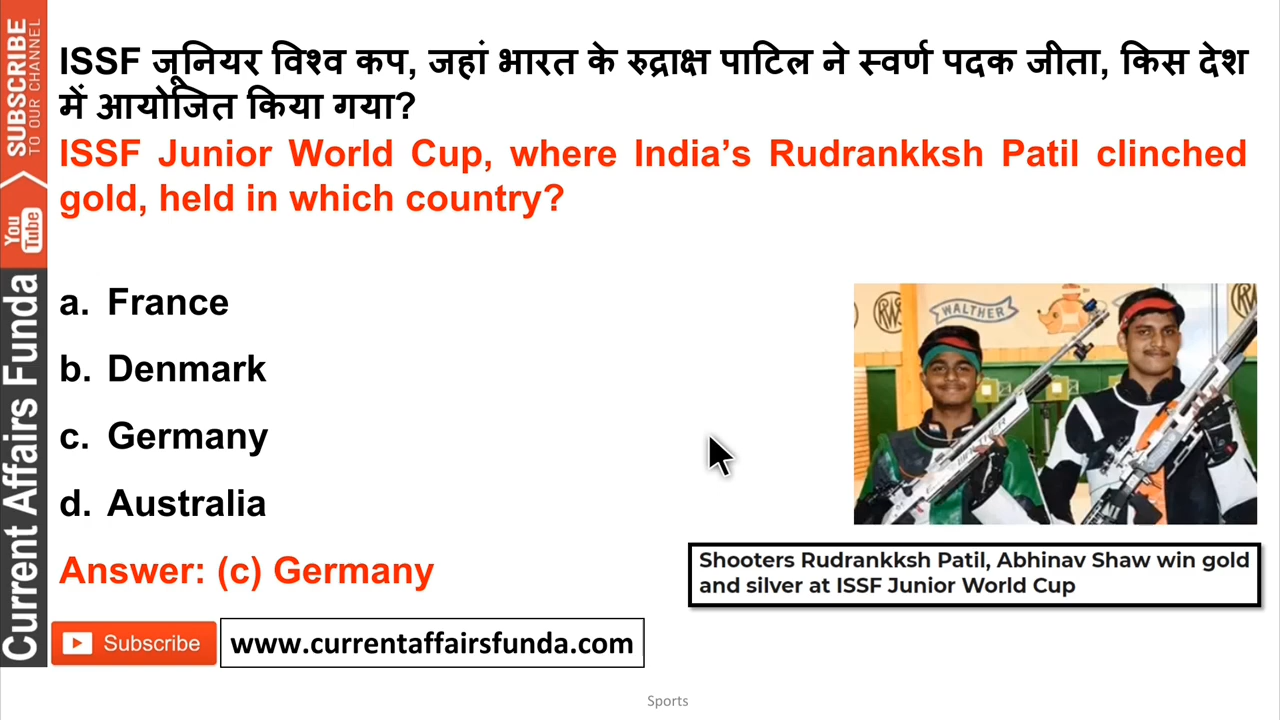 SUBSCRIBE
TO OUR CHANNEL
You
Tube
Current Affairs Funda
ISSF जूनियर विश्व कप, जहां भारत के रुद्राक्ष पाटिल ने स्वर्ण पदक जीता, किस देश
में आयोजित किया गया?
ISSF Junior World Cup, where India’s Rudrankksh Patil clinched
gold, held in which country?
a. France
b. Denmark
c. Germany
d. Australia
Answer: (c) Germany
WALTHER
Shooters Rudrankksh Patil, Abhinav Shaw win gold
and silver at ISSF Junior World Cup
Subscribe
www.currentaffairsfunda.com
Sports